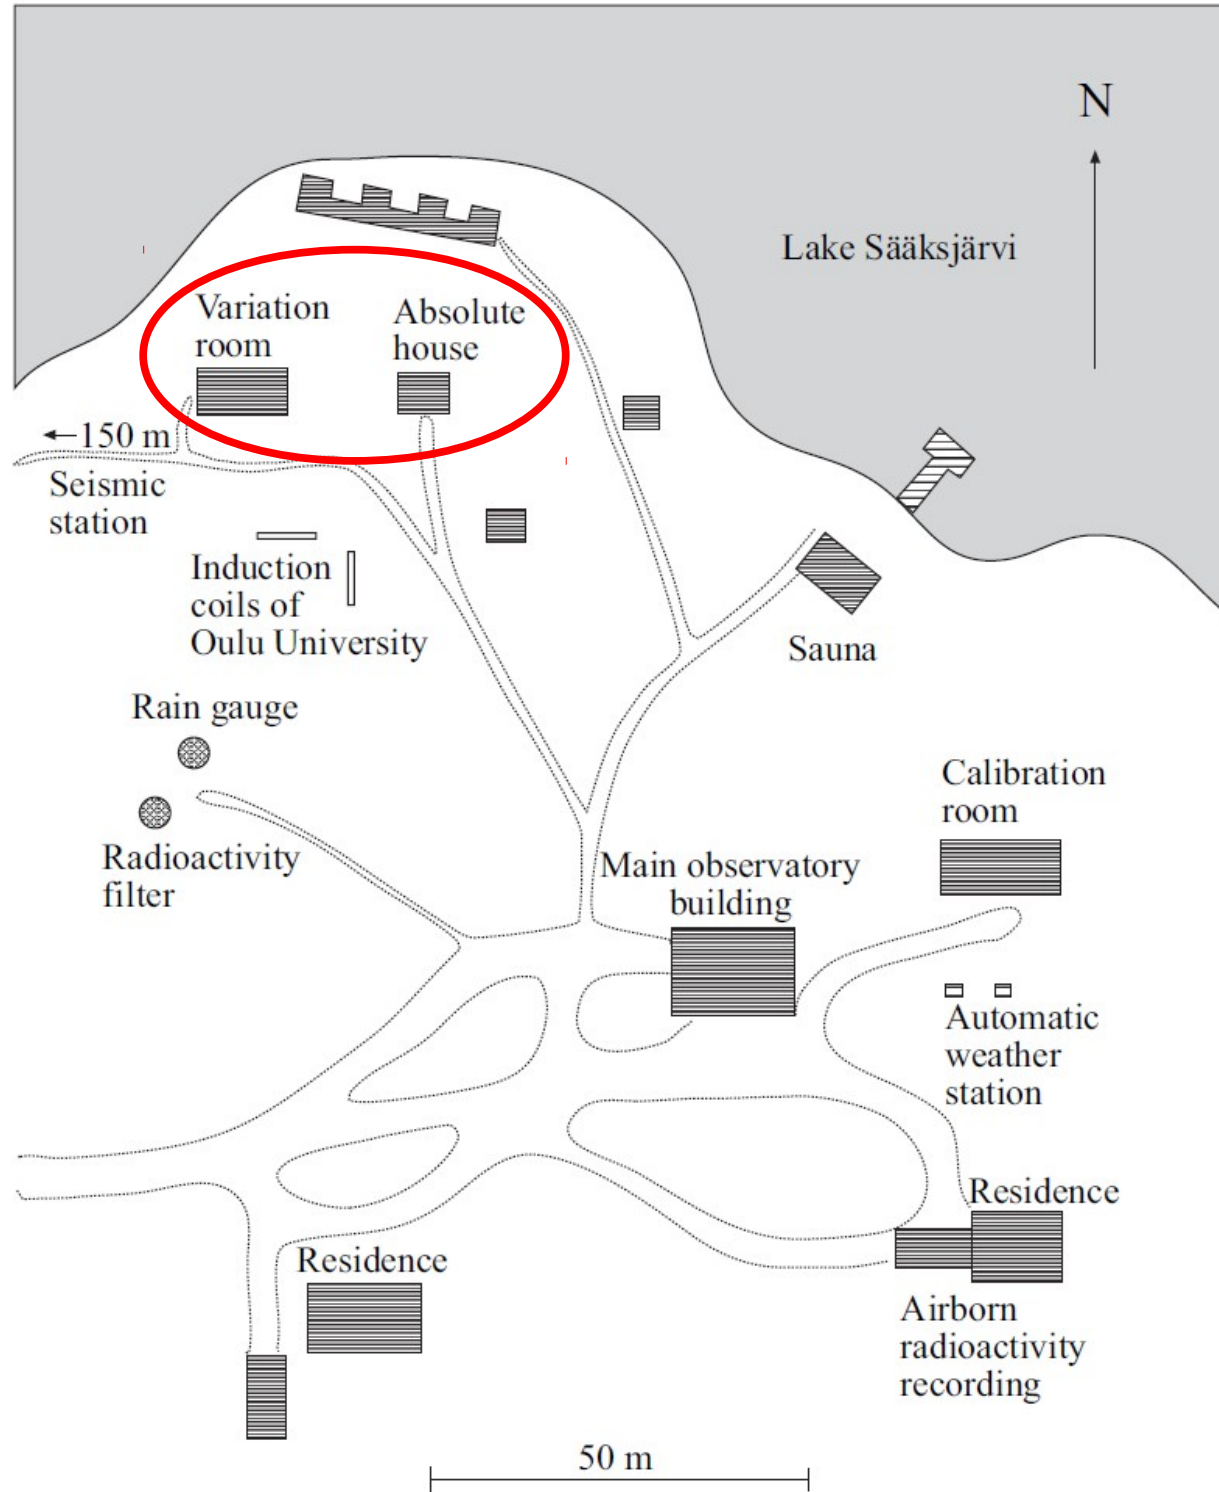 N
Lake Sääksjärvi
Variation
room
Absolute
house
←150 m
Seismic
station
Induction
coils of
Oulu University
Sauna
Rain gauge
Radioactivity
filter
Calibration
room
Main observatory
building
Automatic
weather
station
Residence
Residence
Airborn
radioactivity
recording
50 m